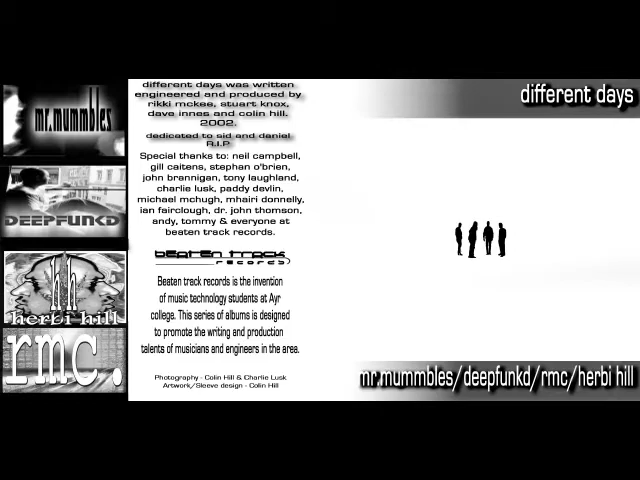 mr.mummbles
DEEPFUNKD
hh
herbi hill
rmc.
different days was written
engineered and produced by
rikki mckee, stuart knox,
dave innes and colin hill.
2002.
dedicated to sid and daniel
R.I.P
Special thanks to: neil campbell,
gill caitens, stephan o'brien,
john brannigan, tony laughland,
charlie lusk, paddy devlin,
michael mchugh, mhairi donnelly,
ian fairclough, dr. john thomson,
andy, tommy & everyone at
beaten track records.
beaten track
records
Beaten track records is the invention
of music technology students at Ayr
college. This series of albums is designed
to promote the writing and production
talents of musicians and engineers in the area.
Photography - Colin Hill & Charlie Lusk
Artwork/Sleeve design - Colin Hill
different days
mr.mummbles/deepfunkd/rmc/herbi hill